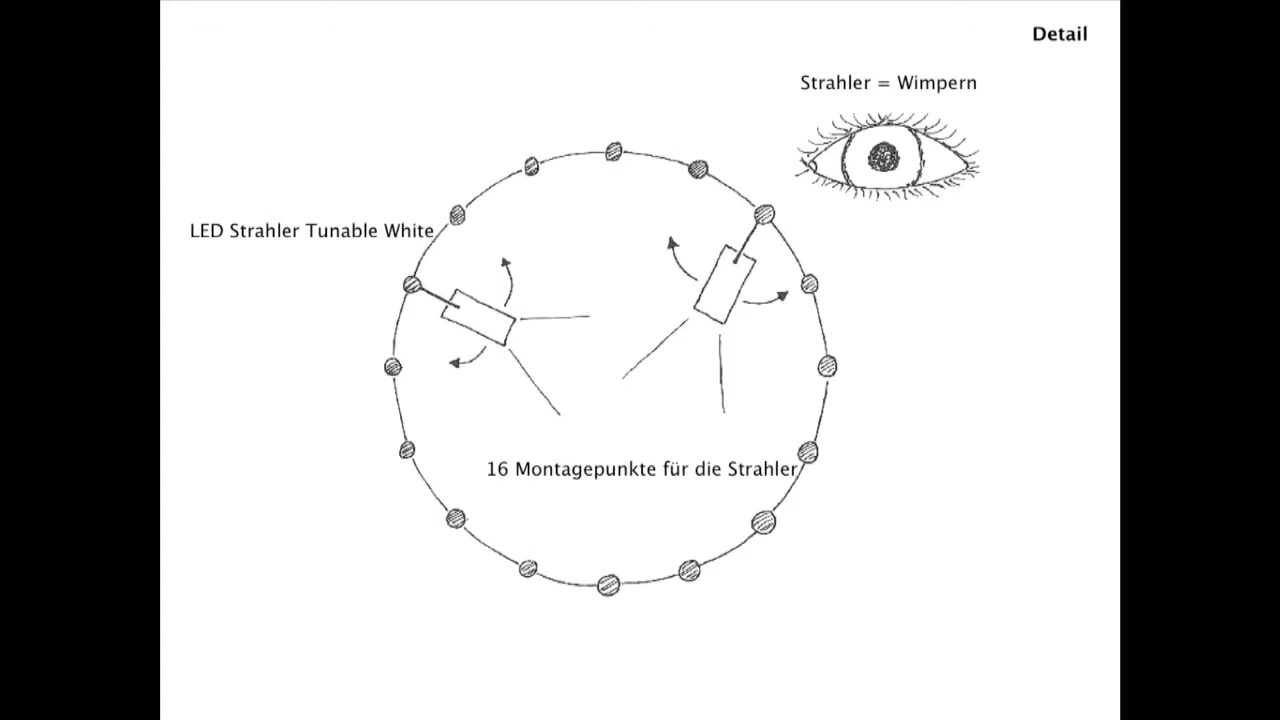 Detail
Strahler = Wimpern
LED Strahler Tunable White
16 Montagepunkte für die Strahler